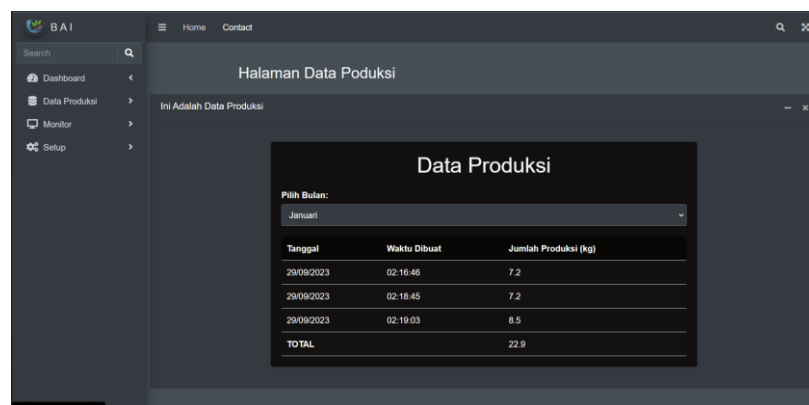 BAI
Home Contact
Search
Dashboard
Data Produksi
Monitor
Setup
Halaman Data Poduksi
Ini Adalah Data Produksi
Data Produksi
Pilih Bulan:
Januari
Tanggal Waktu Dibuat Jumlah Produksi (kg)
29/09/2023 02:16:46 7.2
29/09/2023 02:18:45 7.2
29/09/2023 02:19:03 8.5
TOTAL 22.9